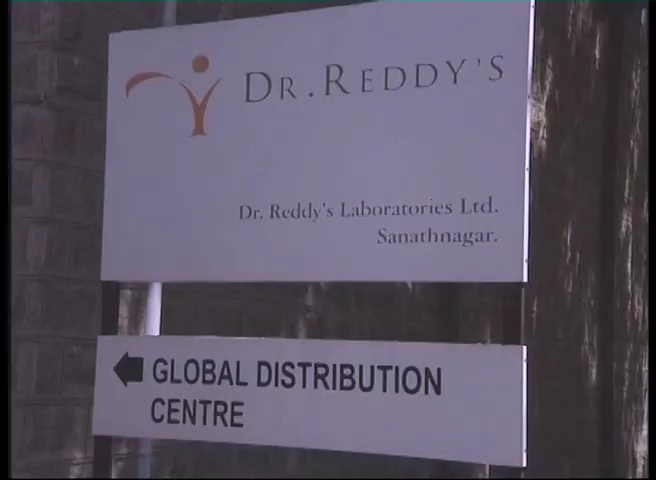 DR. REDDY'S
Dr. Reddy's Laboratories Ltd.
Sanathnagar.
GLOBAL DISTRIBUTION
CENTRE